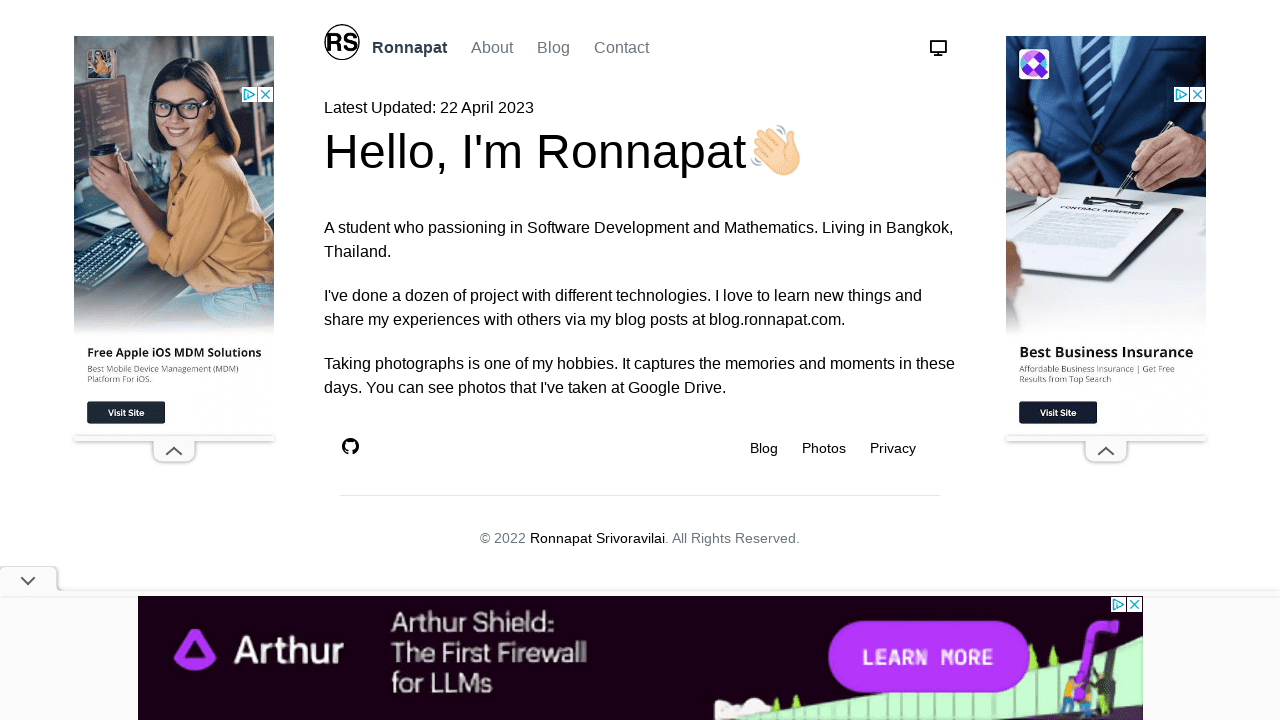 RS
Ronnapat About Blog Contact
Latest Updated: 22 April 2023
Hello, I'm Ronnapat
A student who passioning in Software Development and Mathematics. Living in Bangkok,
Thailand.
I've done a dozen of project with different technologies. I love to learn new things and
share my experiences with others via my blog posts at blog.ronnapat.com.
Taking photographs is one of my hobbies. It captures the memories and moments in these
days. You can see photos that I've taken at Google Drive.
Blog Photos Privacy
© 2022 Ronnapat Srivoravilai. All Rights Reserved.
Free Apple iOS MDM Solutions
Best Mobile Device Management (MDM)
Platform For iOS.
Visit Site
CONTRACT AGREEMENT
Best Business Insurance
Affordable Business Insurance | Get Free
Results from Top Search
Visit Site
Arthur
Arthur Shield:
The First Firewall
for LLMs
LEARN MORE